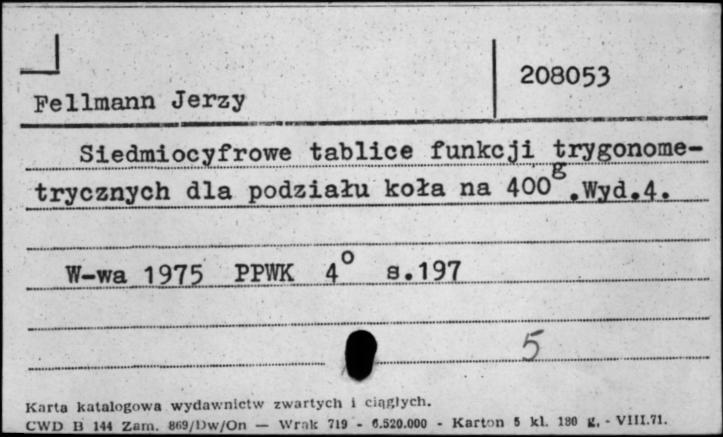 208053
Fellmann Jerzy
Siedmiocyfrowe tablice funkcji trygonome-
trycznych dla podziału koła na 400g.Wyd.4.
W-wa 1975 PPWK 4o s.197
5
Karta katalogowa wydawnictw zwartych i ciągłych.
CWD B 144 Zam. 869/Dw/On — Wrak 719 - 6.520.000 - Karton 5 kl. 180 g. - VIII.71.